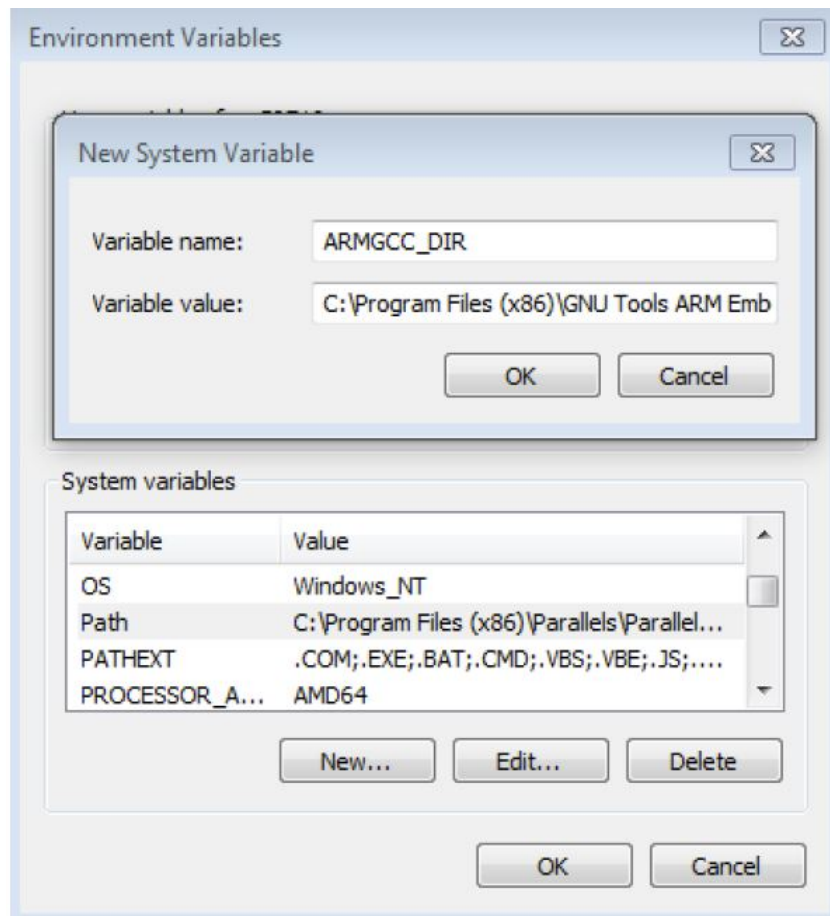 Environment Variables
New System Variable
Variable name: ARMGCC_DIR
Variable value: C:\Program Files (x86)\GNU Tools ARM Emb
OK Cancel
System variables
Variable Value
OS Windows_NT
Path C:\Program Files (x86)\Parallels\Parallel...
PATHEXT .COM;.EXE;.BAT;.CMD;.VBS;.VBE;.JS;....
PROCESSOR_A... AMD64
New... Edit... Delete
OK Cancel